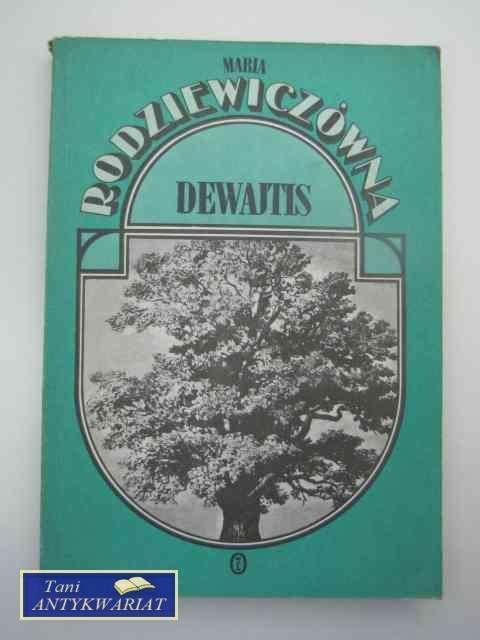 MARIA
RODZIEWICZÓWNA
DEWAJTIS
Tani
ANTYKWARIAT